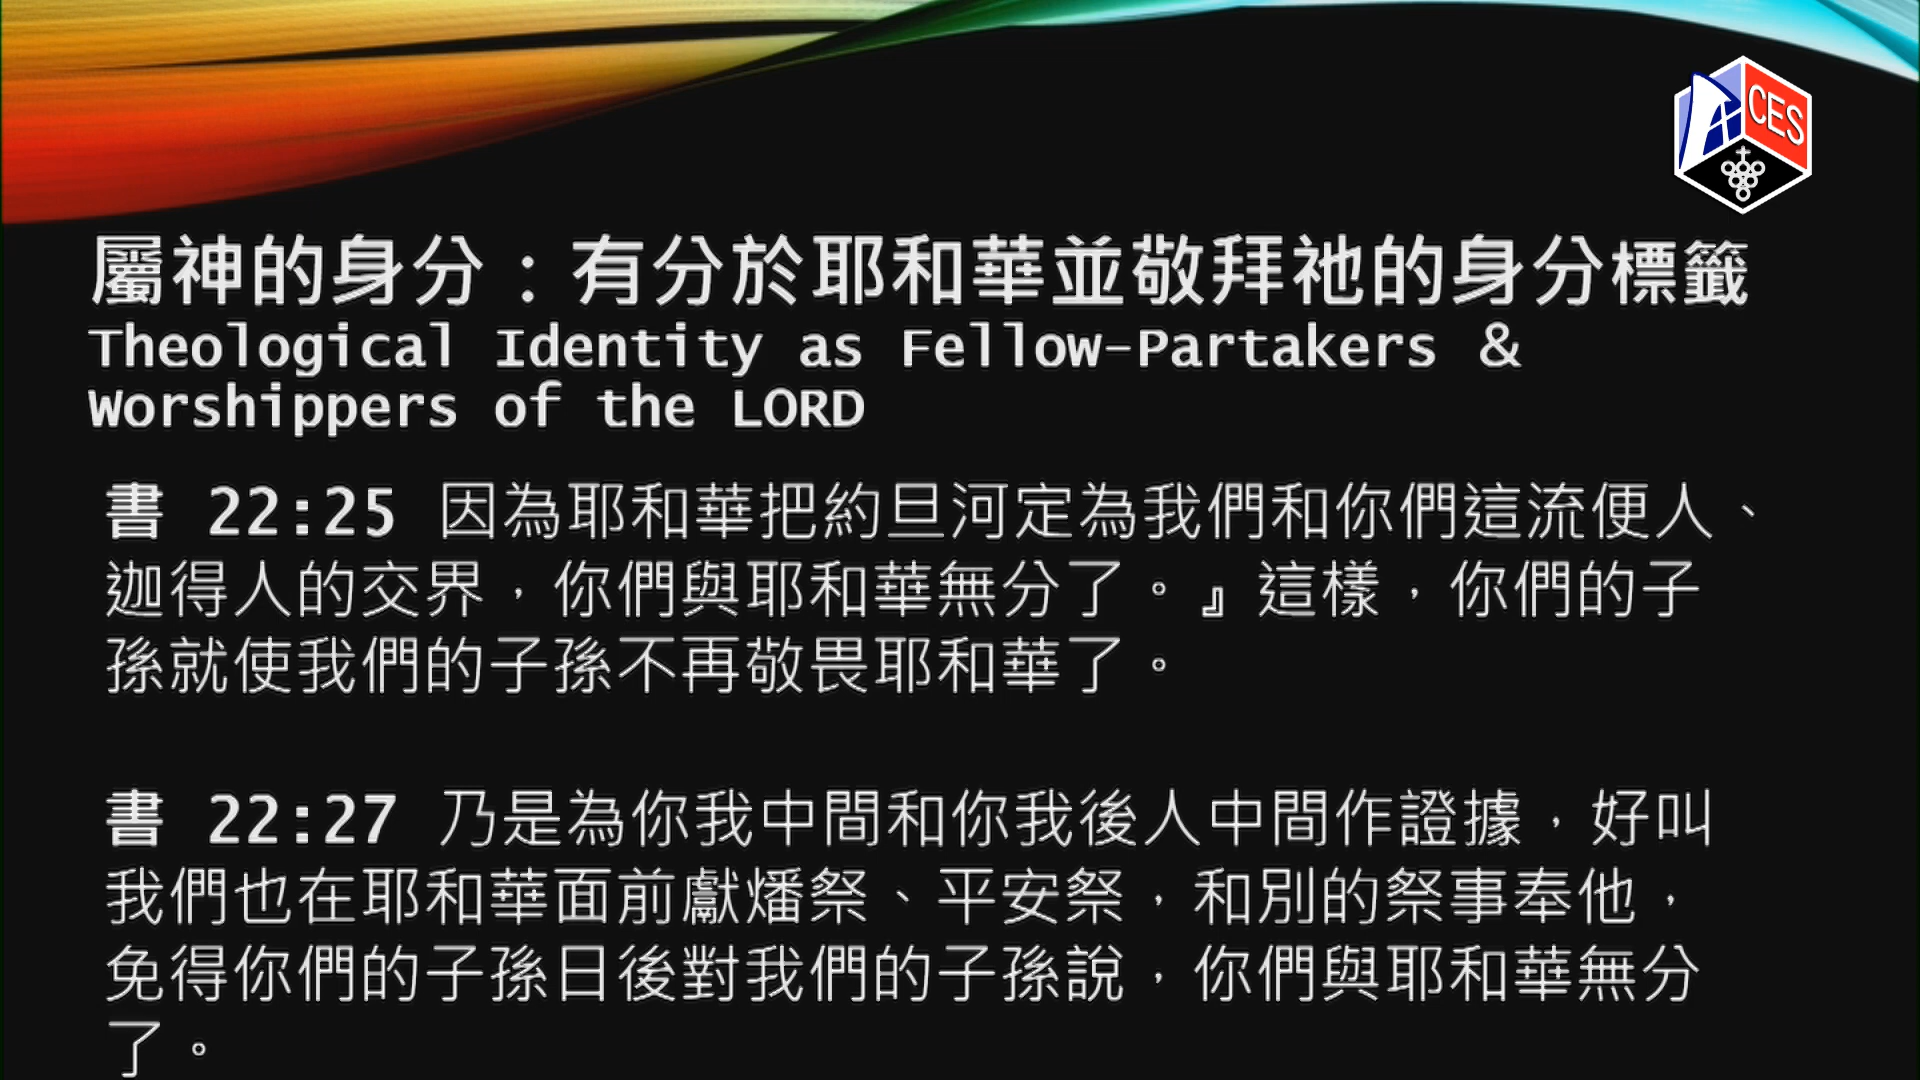 CES
屬神的身分：有分於耶和華並敬拜祂的身分標籤
Theological Identity as Fellow-Partakers &
Worshippers of the LORD
書 22:25 因為耶和華把約旦河定為我們和你們這流便人、
迦得人的交界，你們與耶和華無分了。』這樣，你們的子
孫就使我們的子孫不再敬畏耶和華了。
書 22:27 乃是為你我中間和你我後人中間作證據，好叫
我們也在耶和華面前獻燔祭、平安祭，和別的祭事奉他，
免得你們的子孫日後對我們的子孫說，你們與耶和華無分
了。